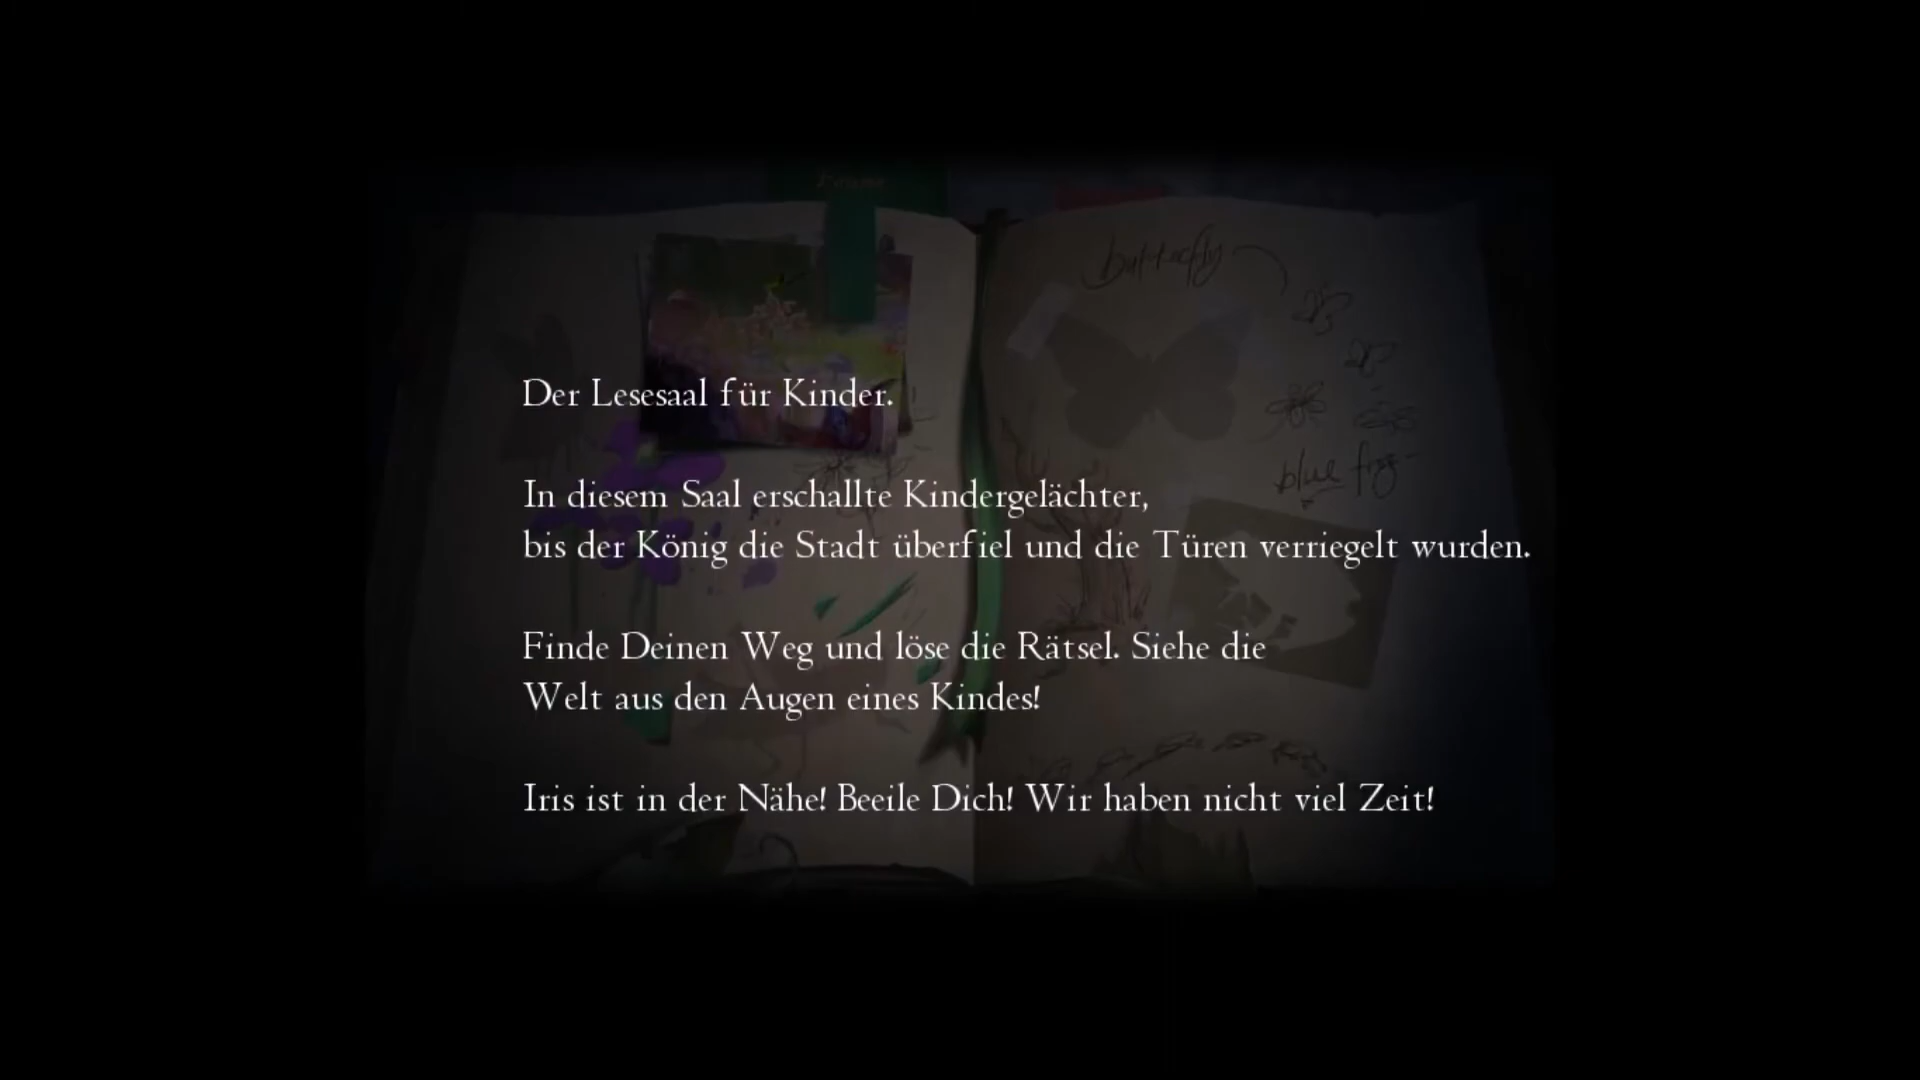 Der Lesesaal für Kinder.
In diesem Saal erschallte Kindergelächter,
bis der König die Stadt überfiel und die Türen verriegelt wurden.
Finde Deinen Weg und löse die Rätsel. Siehe die
Welt aus den Augen eines Kindes!
Iris ist in der Nähe! Beeile Dich! Wir haben nicht viel Zeit!
butterfly
blue frog